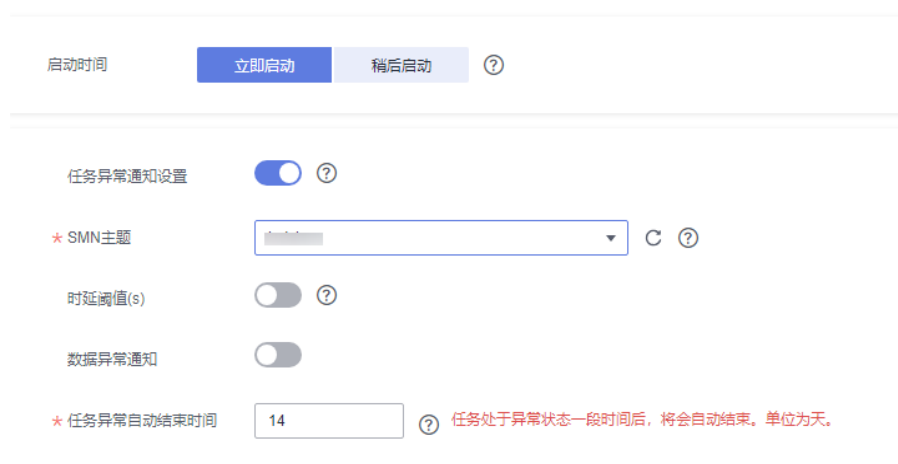 启动时间 立即启动 稍后启动 ?
任务异常通知设置 ?
* SMN主题 ?
时延阈值(s) ?
数据异常通知
* 任务异常自动结束时间 14 ? 任务处于异常状态一段时间后，将会自动结束。单位为天。